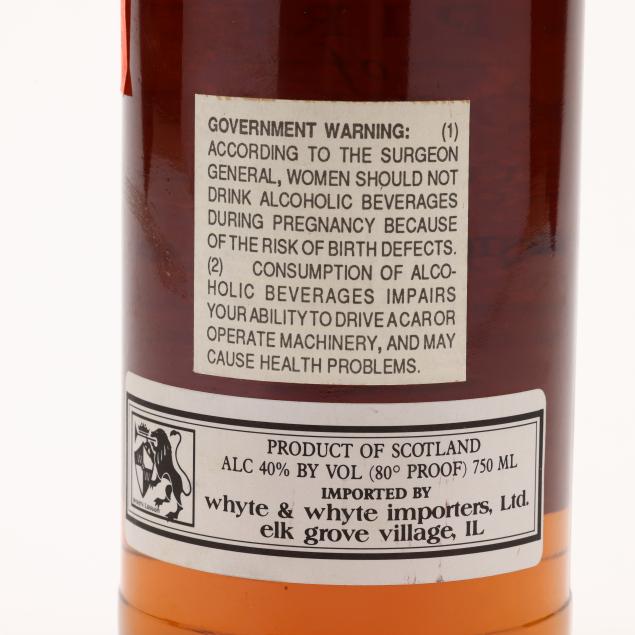 GOVERNMENT WARNING: (1)
ACCORDING TO THE SURGEON
GENERAL, WOMEN SHOULD NOT
DRINK ALCOHOLIC BEVERAGES
DURING PREGNANCY BECAUSE
OF THE RISK OF BIRTH DEFECTS.
(2) CONSUMPTION OF ALCO-
HOLIC BEVERAGES IMPAIRS
YOUR ABILITY TO DRIVE A CAR OR
OPERATE MACHINERY, AND MAY
CAUSE HEALTH PROBLEMS.
PRODUCT OF SCOTLAND
ALC 40% BY VOL (80° PROOF) 750 ML
IMPORTED BY
whyte & whyte importers, Ltd.
elk grove village, IL